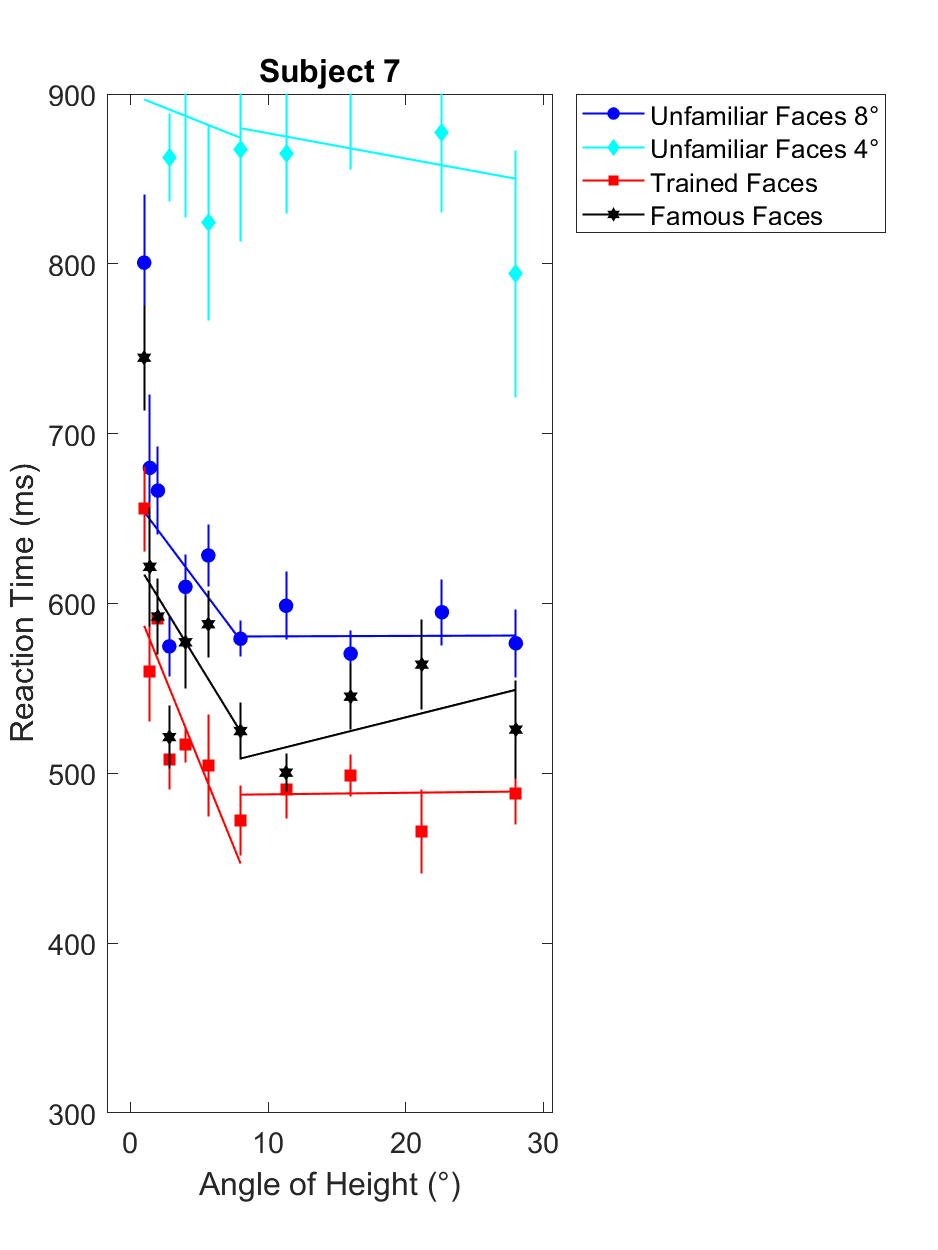 Subject 7
900
800
700
600
500
400
300
0 10 20 30
Reaction Time (ms)
Angle of Height (°)
Unfamiliar Faces 8°
Unfamiliar Faces 4°
Trained Faces
Famous Faces